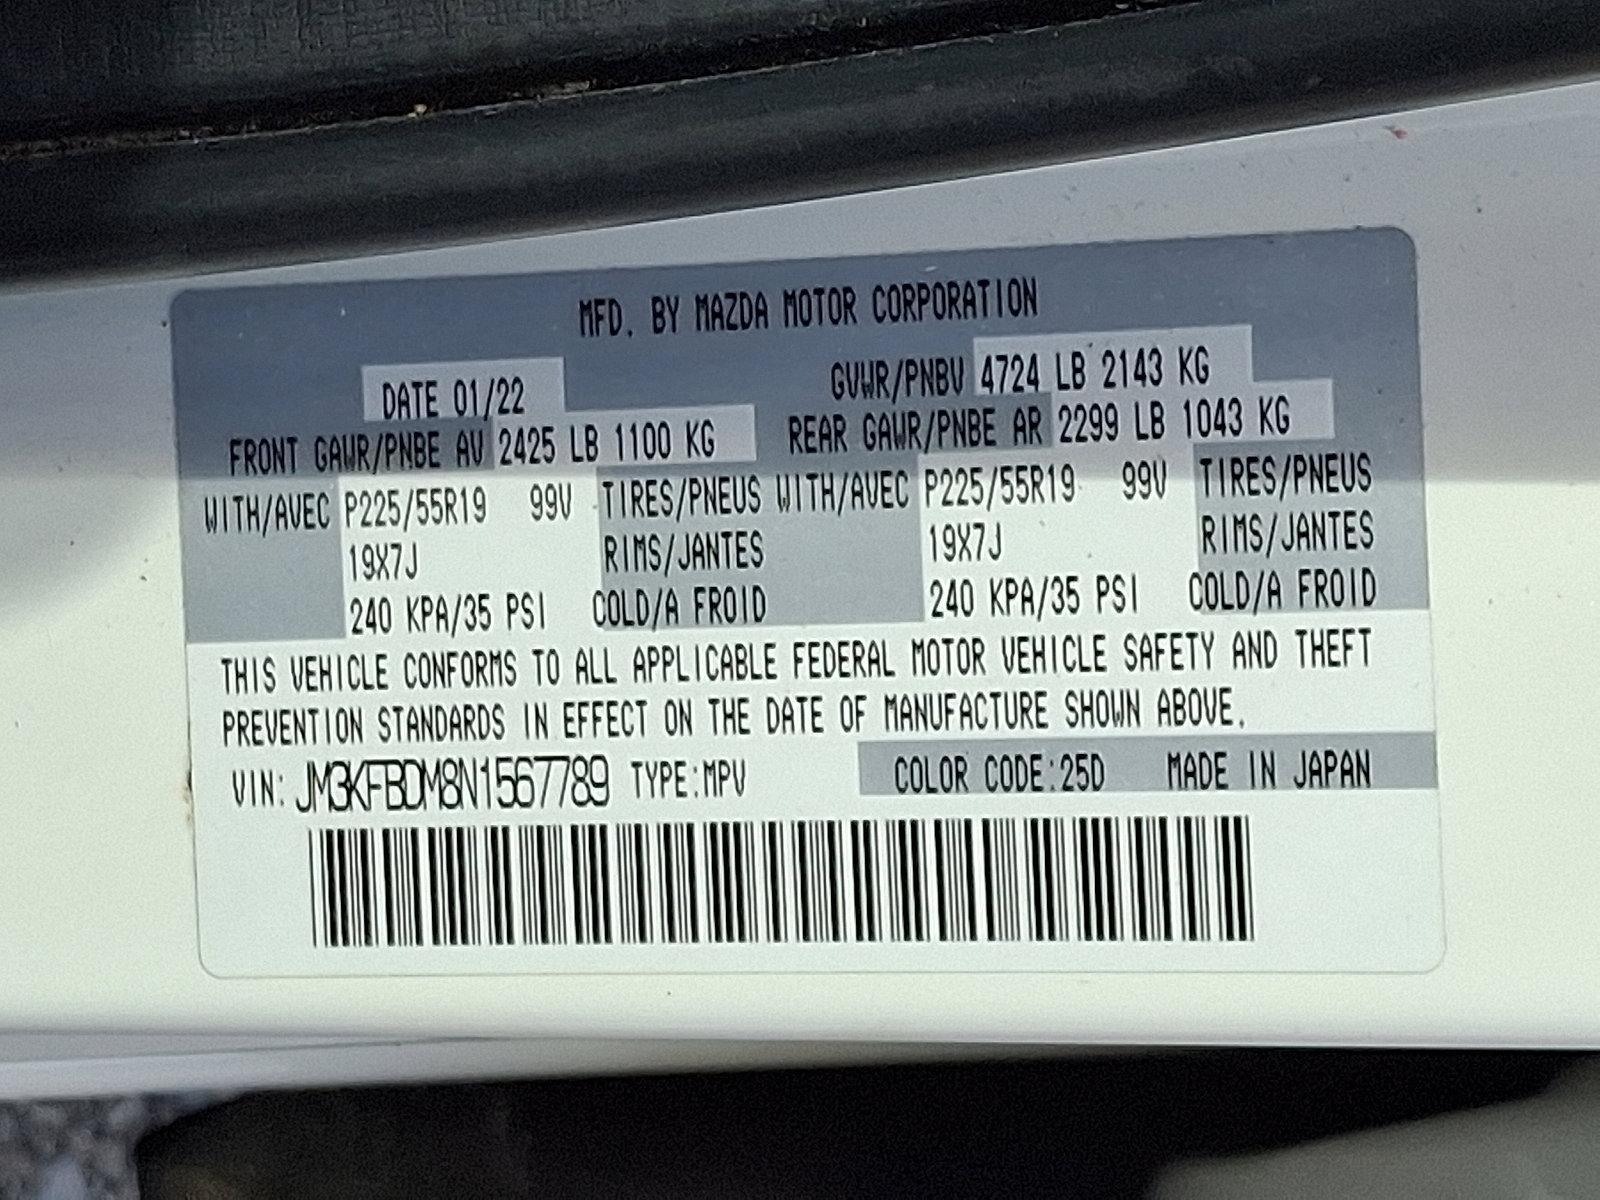 MFD. BY MAZDA MOTOR CORPORATION
DATE 01/22 GVWR/PNBV 4724 LB 2143 KG
FRONT GAWR/PNBE AV 2425 LB 1100 KG REAR GAWR/PNBE AR 2299 LB 1043 KG
WITH/AVEC P225/55R19 99V TIRES/PNEUS WITH/AVEC P225/55R19 99V TIRES/PNEUS
19X7J RIMS/JANTES 19X7J RIMS/JANTES
240 KPA/35 PSI COLD/A FROID 240 KPA/35 PSI COLD/A FROID
THIS VEHICLE CONFORMS TO ALL APPLICABLE FEDERAL MOTOR VEHICLE SAFETY AND THEFT
PREVENTION STANDARDS IN EFFECT ON THE DATE OF MANUFACTURE SHOWN ABOVE.
VIN: JM3KFBDM8N1567789 TYPE:MPV COLOR CODE:25D MADE IN JAPAN